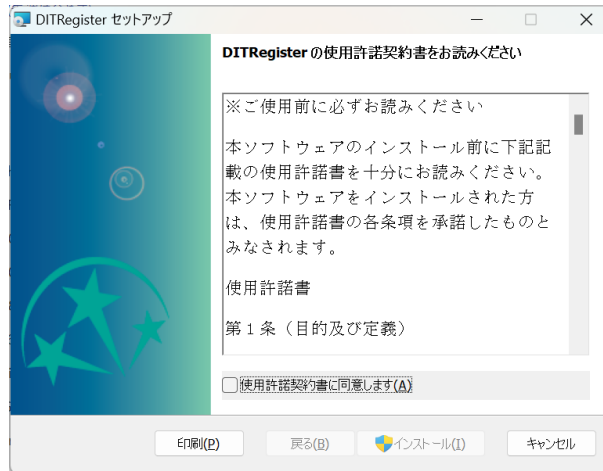 DITRegister セットアップ
DITRegister の使用許諾契約書をお読みください
※ご使用前に必ずお読みください
本ソフトウェアのインストール前に下記記
載の使用許諾書を十分にお読みください。
本ソフトウェアをインストールされた方
は、使用許諾書の各条項を承諾したものと
みなされます。
使用許諾書
第１条（目的及び定義）
使用許諾契約書に同意します(A)
印刷(P)
戻る(B)
インストール(I)
キャンセル